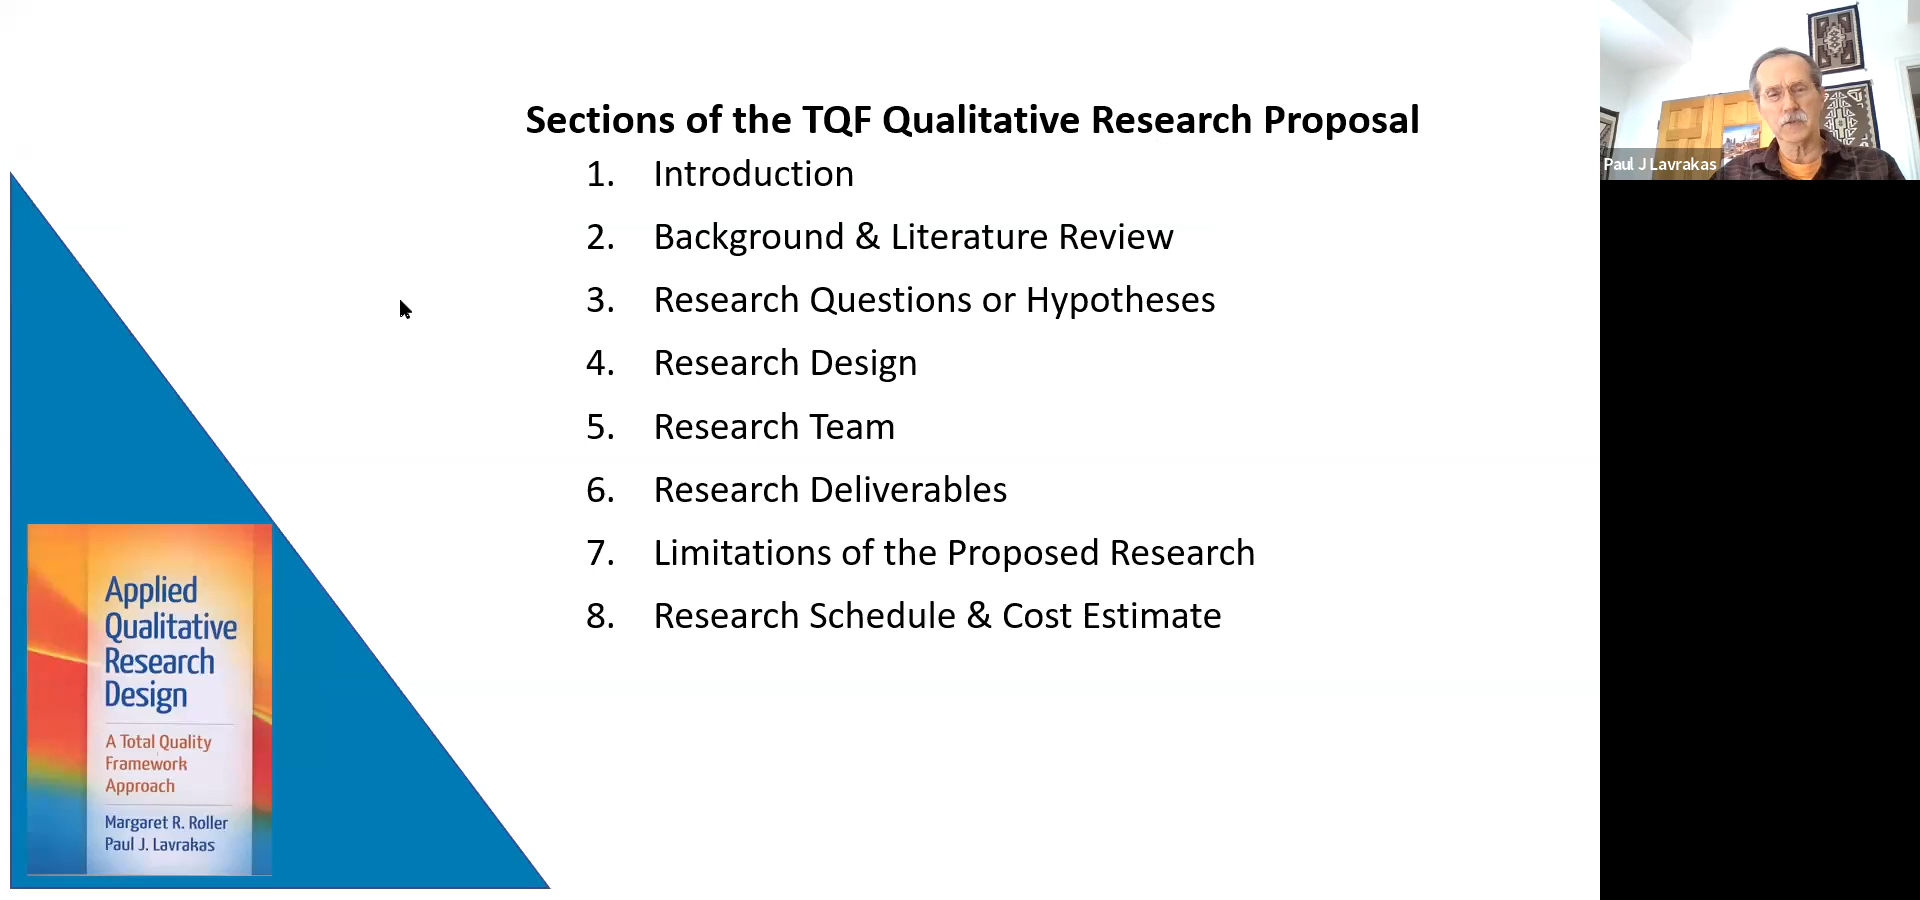 Sections of the TQF Qualitative Research Proposal
1. Introduction
2. Background & Literature Review
3. Research Questions or Hypotheses
4. Research Design
5. Research Team
6. Research Deliverables
7. Limitations of the Proposed Research
8. Research Schedule & Cost Estimate
Applied
Qualitative
Research
Design
A Total Quality
Framework
Approach
Margaret R. Roller
Paul J. Lavrakas
Paul J Lavrakas